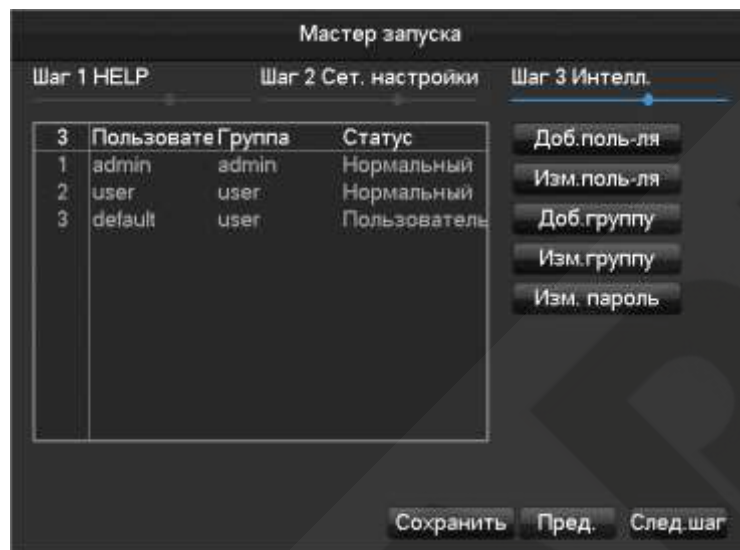 Мастер запуска
Шаг 1 HELP Шаг 2 Сет. настройки Шаг 3 Интелл.
3 Пользовате Группа Статус
1 admin admin Нормальный
2 user user Нормальный
3 default user Пользователь
Доб.поль-ля
Изм.поль-ля
Доб.группу
Изм.группу
Изм. пароль
Сохранить Пред. След.шаг